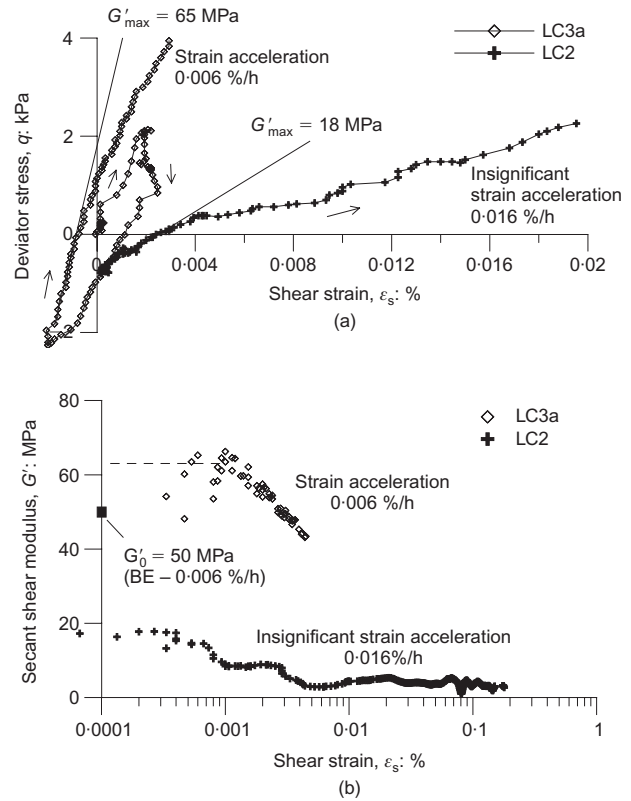 G′max = 65 MPa
4
LC3a
LC2
Strain acceleration
0·006 %/h
G′max = 18 MPa
2
Insignificant
strain acceleration
0·016 %/h
Deviator stress, q: kPa
0
0
0·004
0·008
0·012
0·016
0·02
Shear strain, εs: %
–2
(a)
80
LC3a
LC2
60
Strain acceleration
0·006 %/h
G′0 = 50 MPa
(BE – 0·006 %/h)
40
Secant shear modulus, G′: MPa
20
Insignificant strain acceleration
0·016%/h
0
0·0001
0·001
0·01
0·1
1
Shear strain, εs: %
(b)